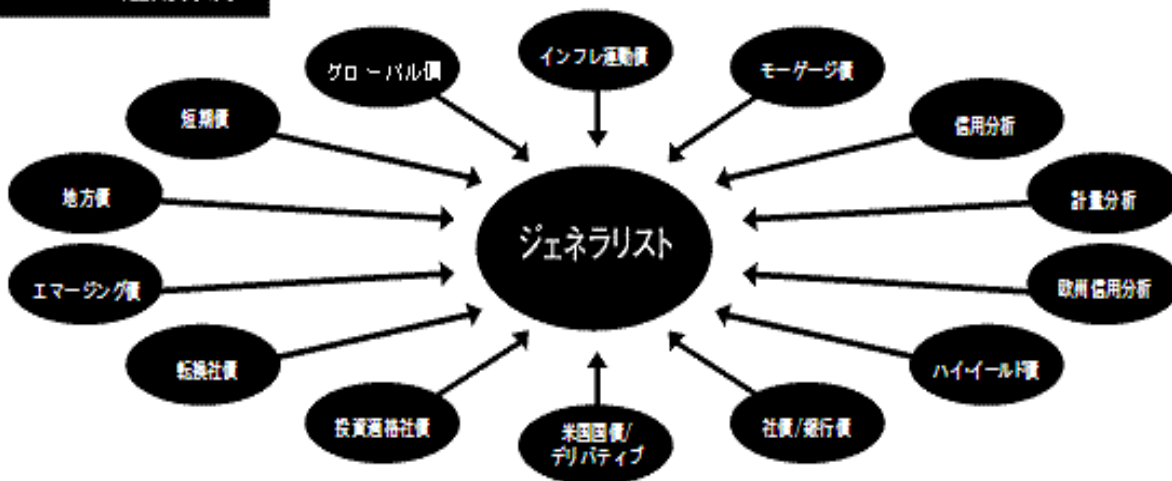 インフレ連動債
グローバル債
モーゲージ債
短期債
信用分析
地方債
計量分析
ジェネラリスト
エマージング債
欧州信用分析
転換社債
ハイ・イールド債
投資適格社債
米国国債/
デリバティブ
社債/銀行債